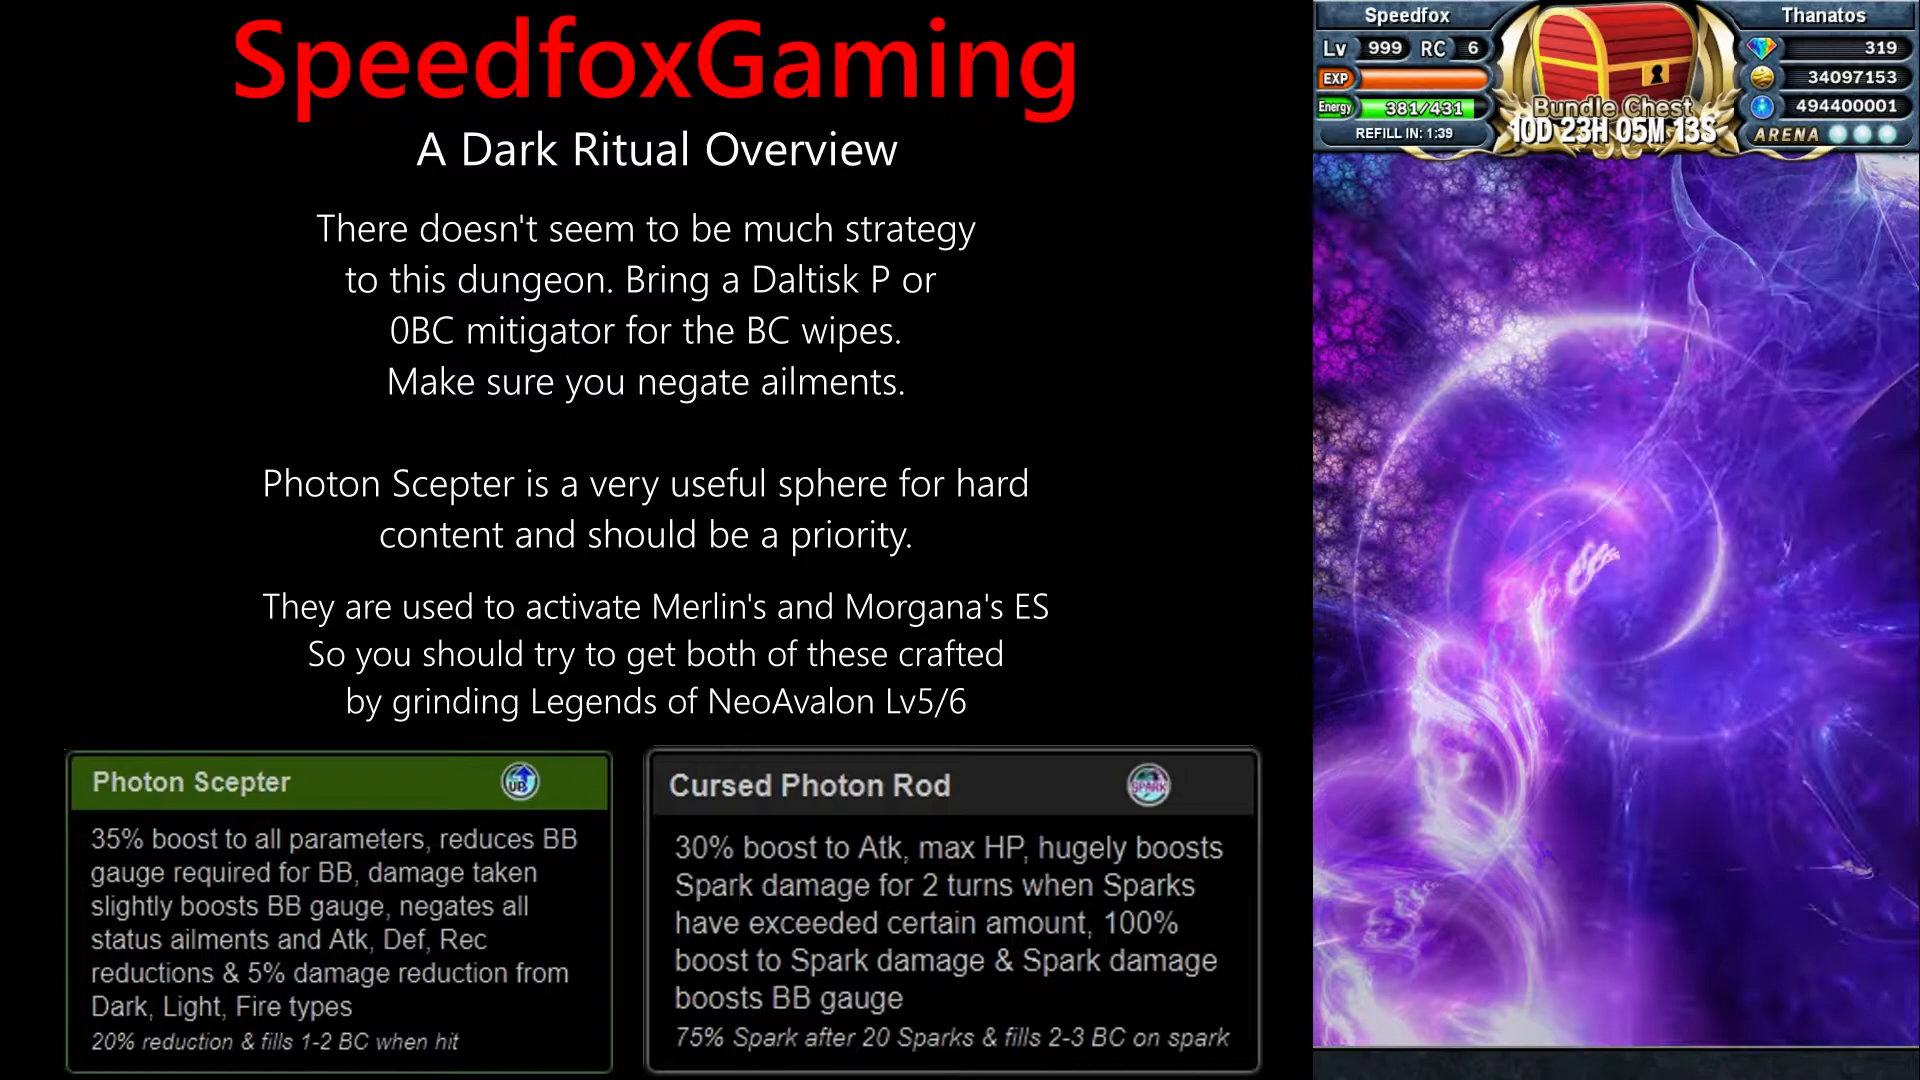 SpeedfoxGaming
A Dark Ritual Overview
There doesn't seem to be much strategy
to this dungeon. Bring a Daltisk P or
0BC mitigator for the BC wipes.
Make sure you negate ailments.
Photon Scepter is a very useful sphere for hard
content and should be a priority.
They are used to activate Merlin's and Morgana's ES
So you should try to get both of these crafted
by grinding Legends of NeoAvalon Lv5/6
Photon Scepter
UP
35% boost to all parameters, reduces BB
gauge required for BB, damage taken
slightly boosts BB gauge, negates all
status ailments and Atk, Def, Rec
reductions & 5% damage reduction from
Dark, Light, Fire types
20% reduction & fills 1-2 BC when hit
Cursed Photon Rod
SPARK
30% boost to Atk, max HP, hugely boosts
Spark damage for 2 turns when Sparks
have exceeded certain amount, 100%
boost to Spark damage & Spark damage
boosts BB gauge
75% Spark after 20 Sparks & fills 2-3 BC on spark
Speedfox
Lv 999 RC 6
EXP
Energy 381/431
REFILL IN: 1:39
Bundle Chest
10D 23H 05M 13S
Thanatos
319
34097153
494400001
ARENA